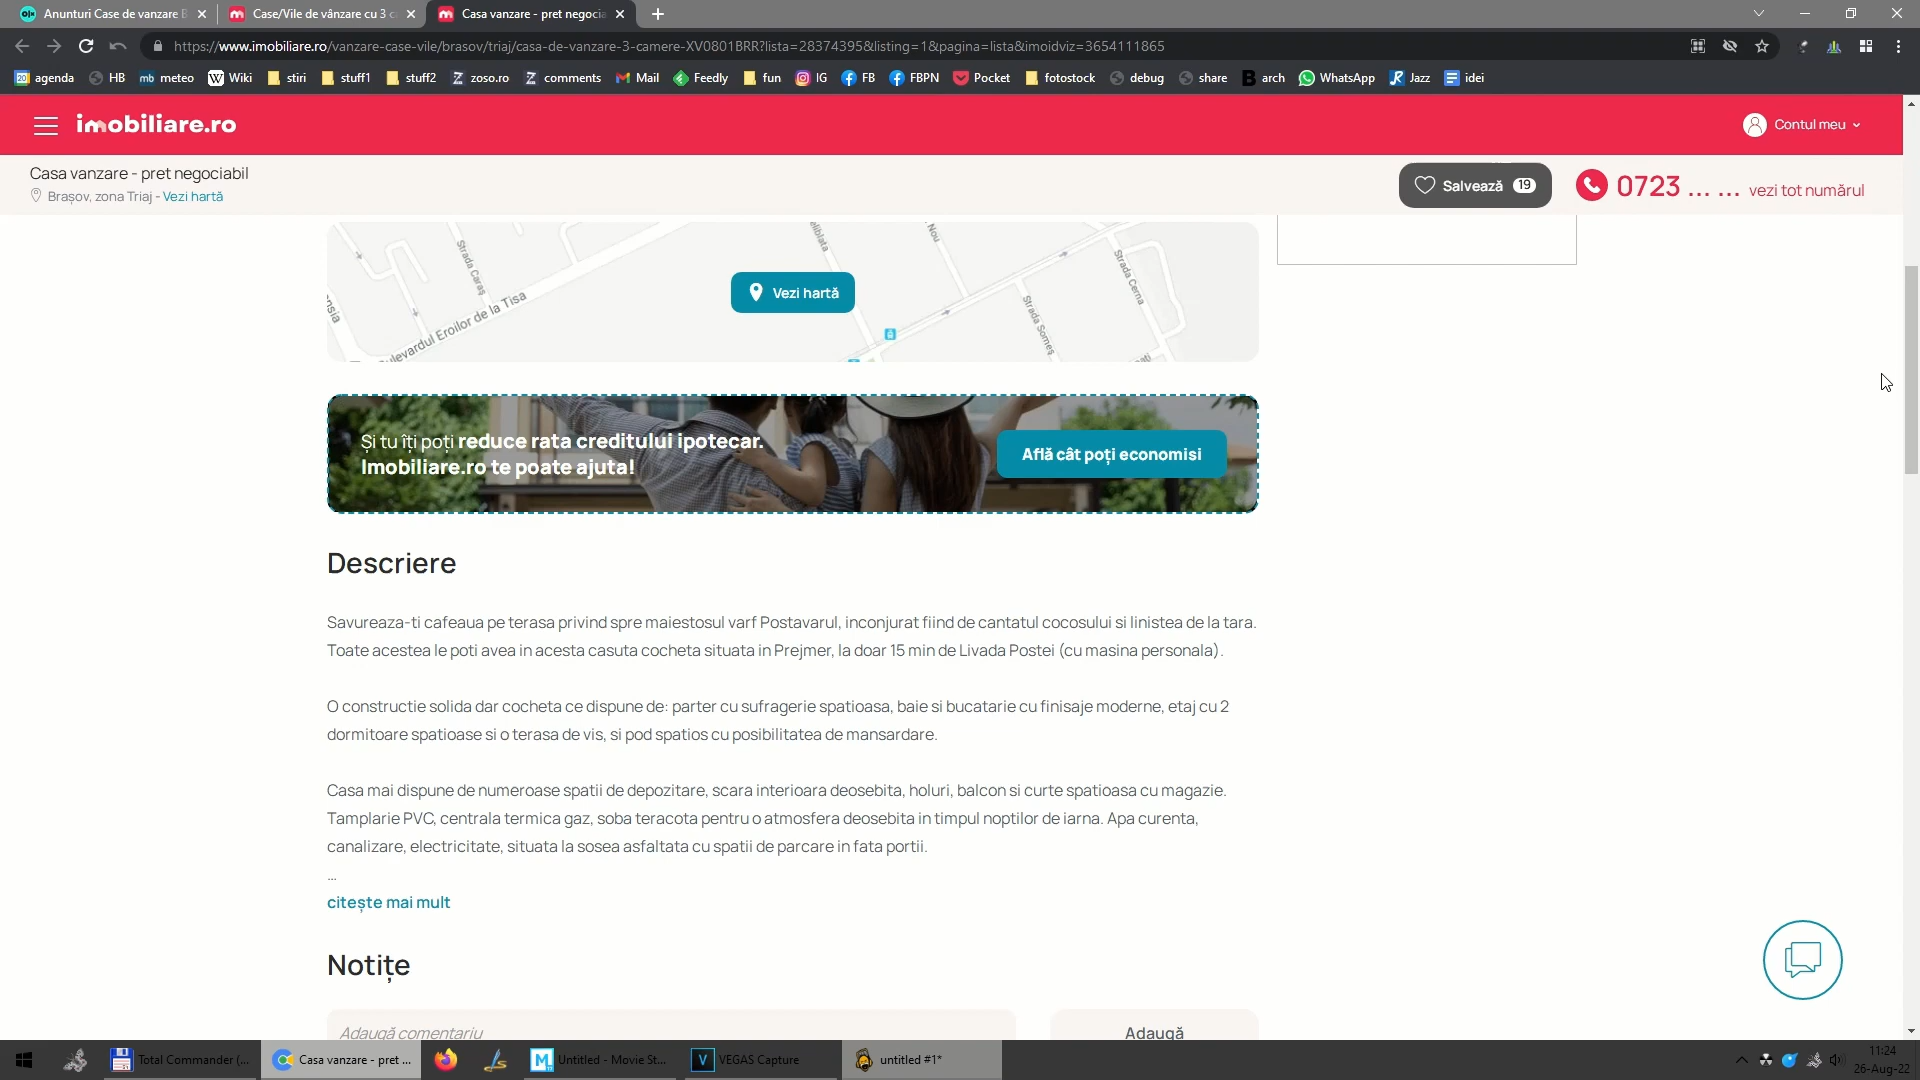 Anunturi Case de vanzare B
Case/Vile de vânzare cu 3 c
Casa vanzare - pret negocia
https://www.imobiliare.ro/vanzare-case-vile/brasov/triaj/casa-de-vanzare-3-camere-XV0801BRR?lista=28374395&listing=1&pagina=lista&imoidviz=3654111865
agenda HB meteo Wiki stiri stuff1 stuff2 zoso.ro comments Mail Feedly fun IG FB FBPN Pocket fotostock debug share arch WhatsApp Jazz idei
imobiliare.ro
Contul meu
Casa vanzare - pret negociabil
Brașov, zona Triaj - Vezi hartă
Salvează 19
0723 ... ... vezi tot numărul
Strada Caraș
Nou
Strada Cerna
Strada Someș
Bulevardul Eroilor de la Tisa
Vezi hartă
Și tu îți poți reduce rata creditului ipotecar.
Imobiliare.ro te poate ajuta!
Află cât poți economisi
Descriere
Savureaza-ti cafeaua pe terasa privind spre maiestosul varf Postavarul, inconjurat fiind de cantatul cocosului si linistea de la tara.
Toate acestea le poti avea in acesta casuta cocheta situata in Prejmer, la doar 15 min de Livada Postei (cu masina personala).
O constructie solida dar cocheta ce dispune de: parter cu sufragerie spatioasa, baie si bucatarie cu finisaje moderne, etaj cu 2
dormitoare spatioase si o terasa de vis, si pod spatios cu posibilitatea de mansardare.
Casa mai dispune de numeroase spatii de depozitare, scara interioara deosebita, holuri, balcon si curte spatioasa cu magazie.
Tamplarie PVC, centrala termica gaz, soba teracota pentru o atmosfera deosebita in timpul noptilor de iarna. Apa curenta,
canalizare, electricitate, situata la sosea asfaltata cu spatii de parcare in fata portii.
...
citește mai mult
Notițe
Adaugă comentariu
Adaugă
Total Commander (...
Casa vanzare - pret ...
Untitled - Movie St...
VEGAS Capture
untitled #1*
11:24
26-Aug-22